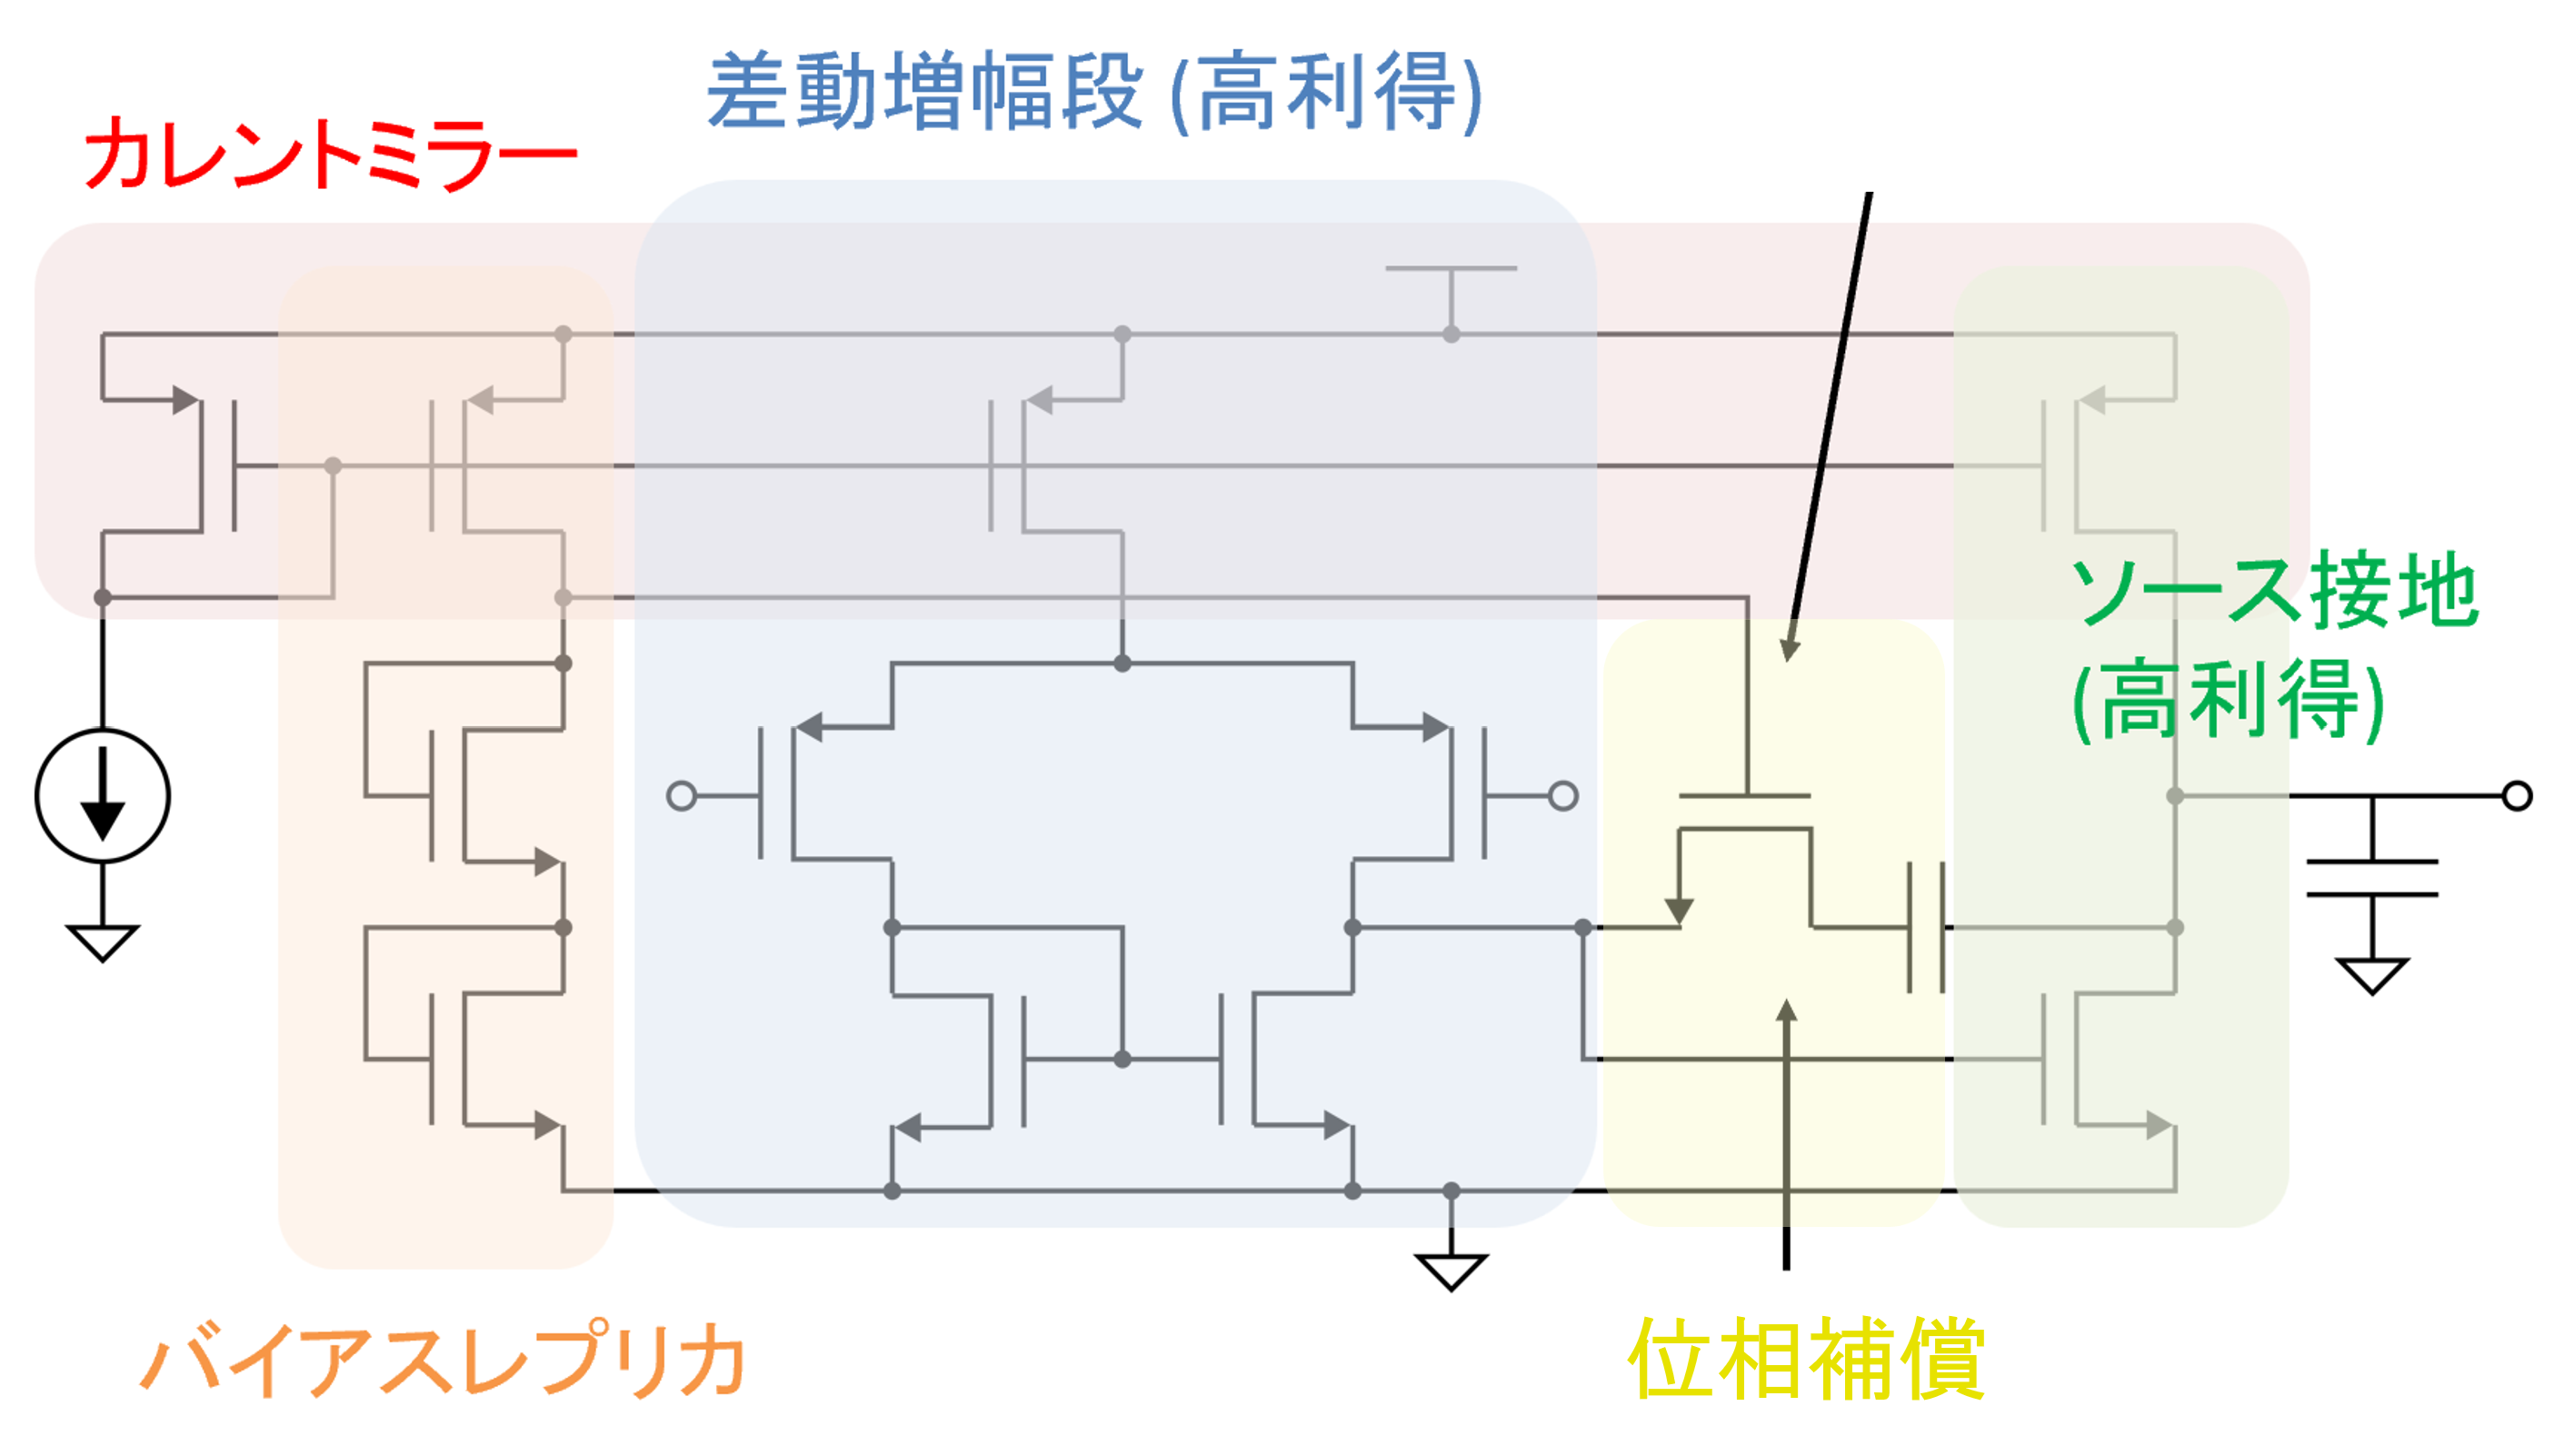 差動増幅段 (高利得)
カレントミラー
ソース接地
(高利得)
バイアスレプリカ
位相補償